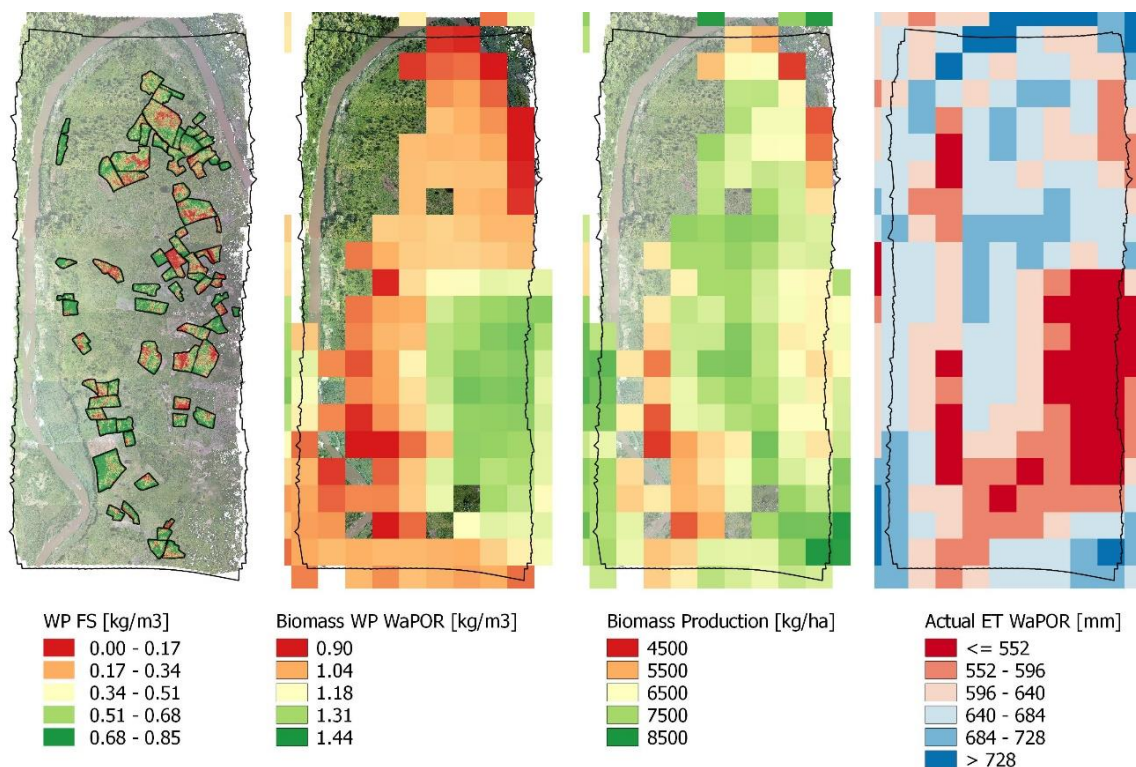 WP FS [kg/m3]
0.00 - 0.17
0.17 - 0.34
0.34 - 0.51
0.51 - 0.68
0.68 - 0.85
Biomass WP WaPOR [kg/m3]
0.90
1.04
1.18
1.31
1.44
Biomass Production [kg/ha]
4500
5500
6500
7500
8500
Actual ET WaPOR [mm]
<= 552
552 - 596
596 - 640
640 - 684
684 - 728
> 728